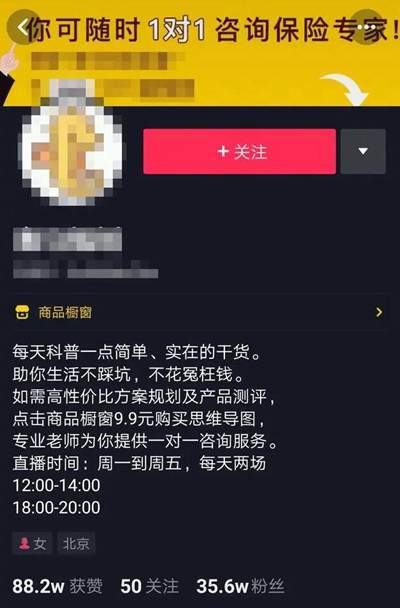 你可随时 1对1 咨询保险专家!
+ 关注
商品橱窗
每天科普一点简单、实在的干货。
助你生活不踩坑，不花冤枉钱。
如需高性价比方案规划及产品测评，
点击商品橱窗9.9元购买思维导图，
专业老师为你提供一对一咨询服务。
直播时间：周一到周五，每天两场
12:00-14:00
18:00-20:00
女 北京
88.2w 获赞 50 关注 35.6w 粉丝